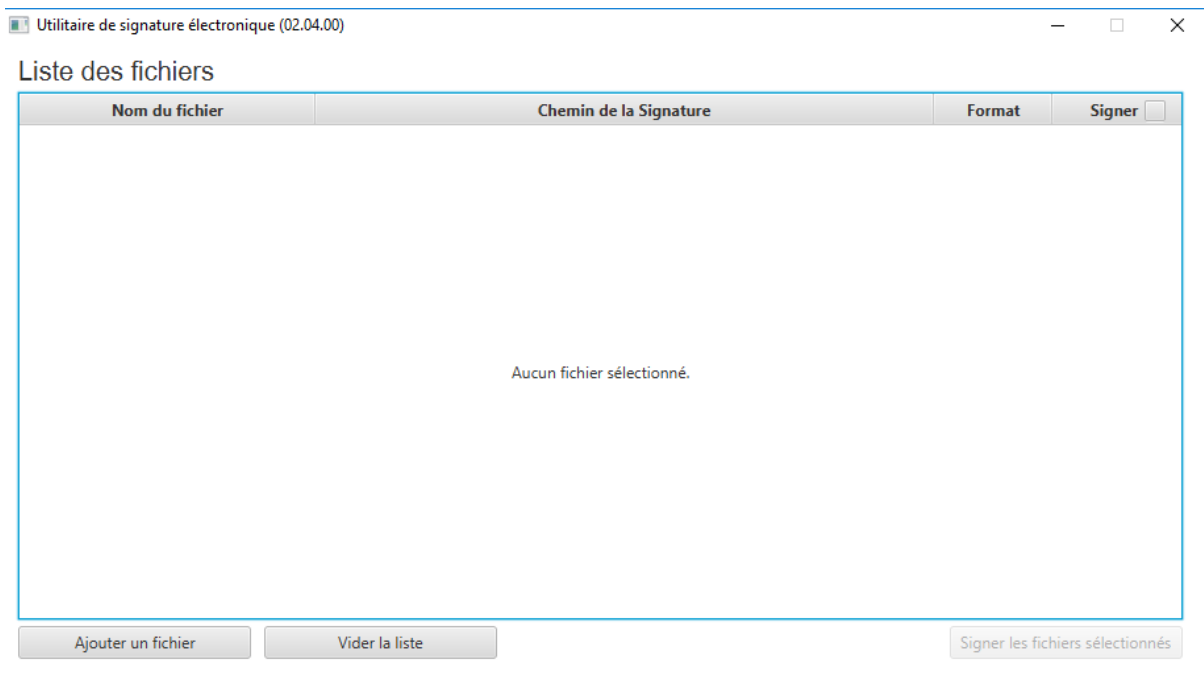 Utilitaire de signature électronique (02.04.00)
Liste des fichiers
Nom du fichier Chemin de la Signature Format Signer
Aucun fichier sélectionné.
Ajouter un fichier Vider la liste Signer les fichiers sélectionnés